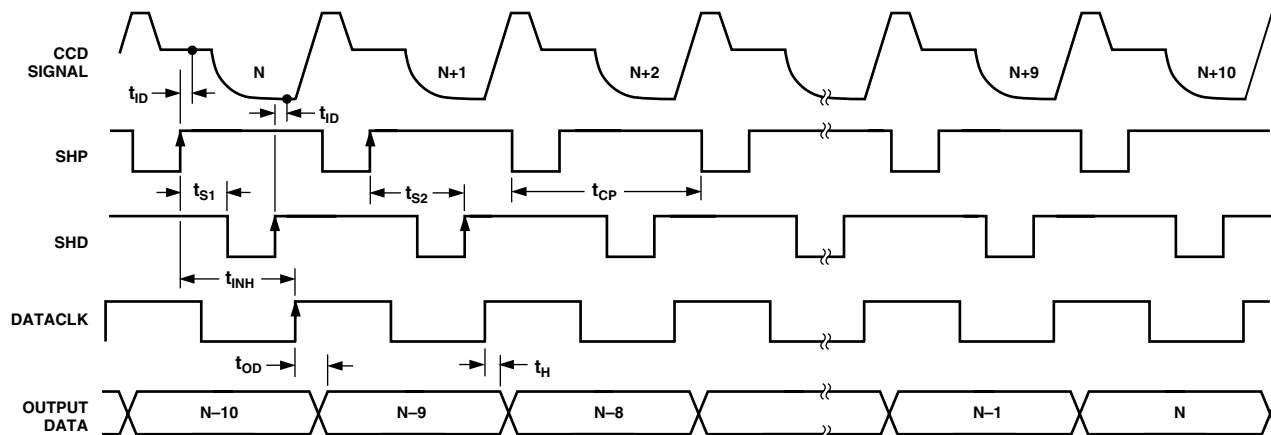 CCD
SIGNAL
N
N+1
N+2
N+9
N+10
tID
tID
SHP
tS1
tS2
tCP
SHD
tINH
DATACLK
tOD
tH
OUTPUT
DATA
N–10
N–9
N–8
N–1
N